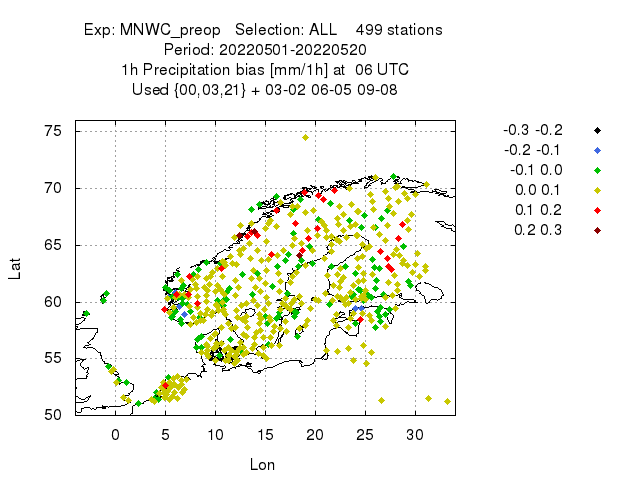 Exp: MNWC_preop   Selection: ALL    499 stations
Period: 20220501-20220520
1h Precipitation bias [mm/1h] at  06 UTC
Used {00,03,21} + 03-02 06-05 09-08
-0.3 -0.2
-0.2 -0.1
-0.1 0.0
0.0 0.1
0.1 0.2
0.2 0.3
75
70
65
60
55
50
Lat
0 5 10 15 20 25 30
Lon